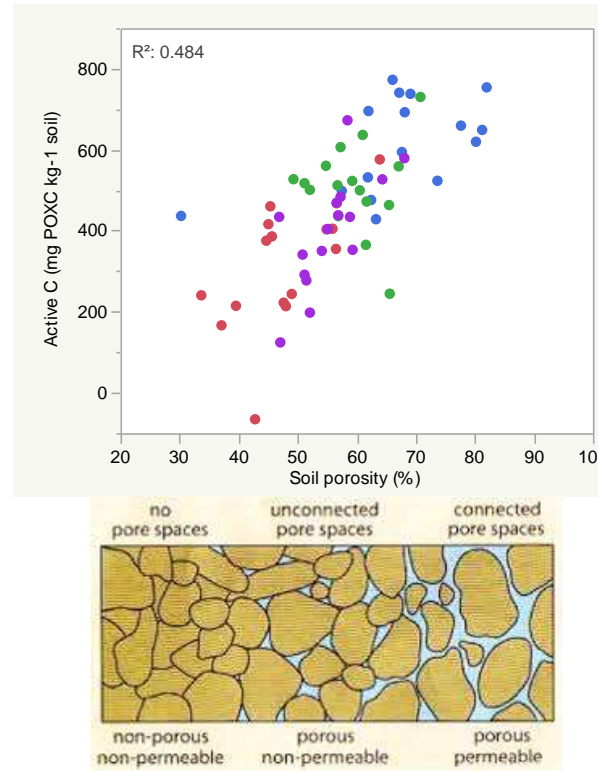 R²: 0.484
Active C (mg POXC kg-1 soil)
800
600
400
200
0
20 30 40 50 60 70 80 90 10
Soil porosity (%)
no unconnected connected
pore spaces pore spaces pore spaces
non-porous porous porous
non-permeable non-permeable permeable